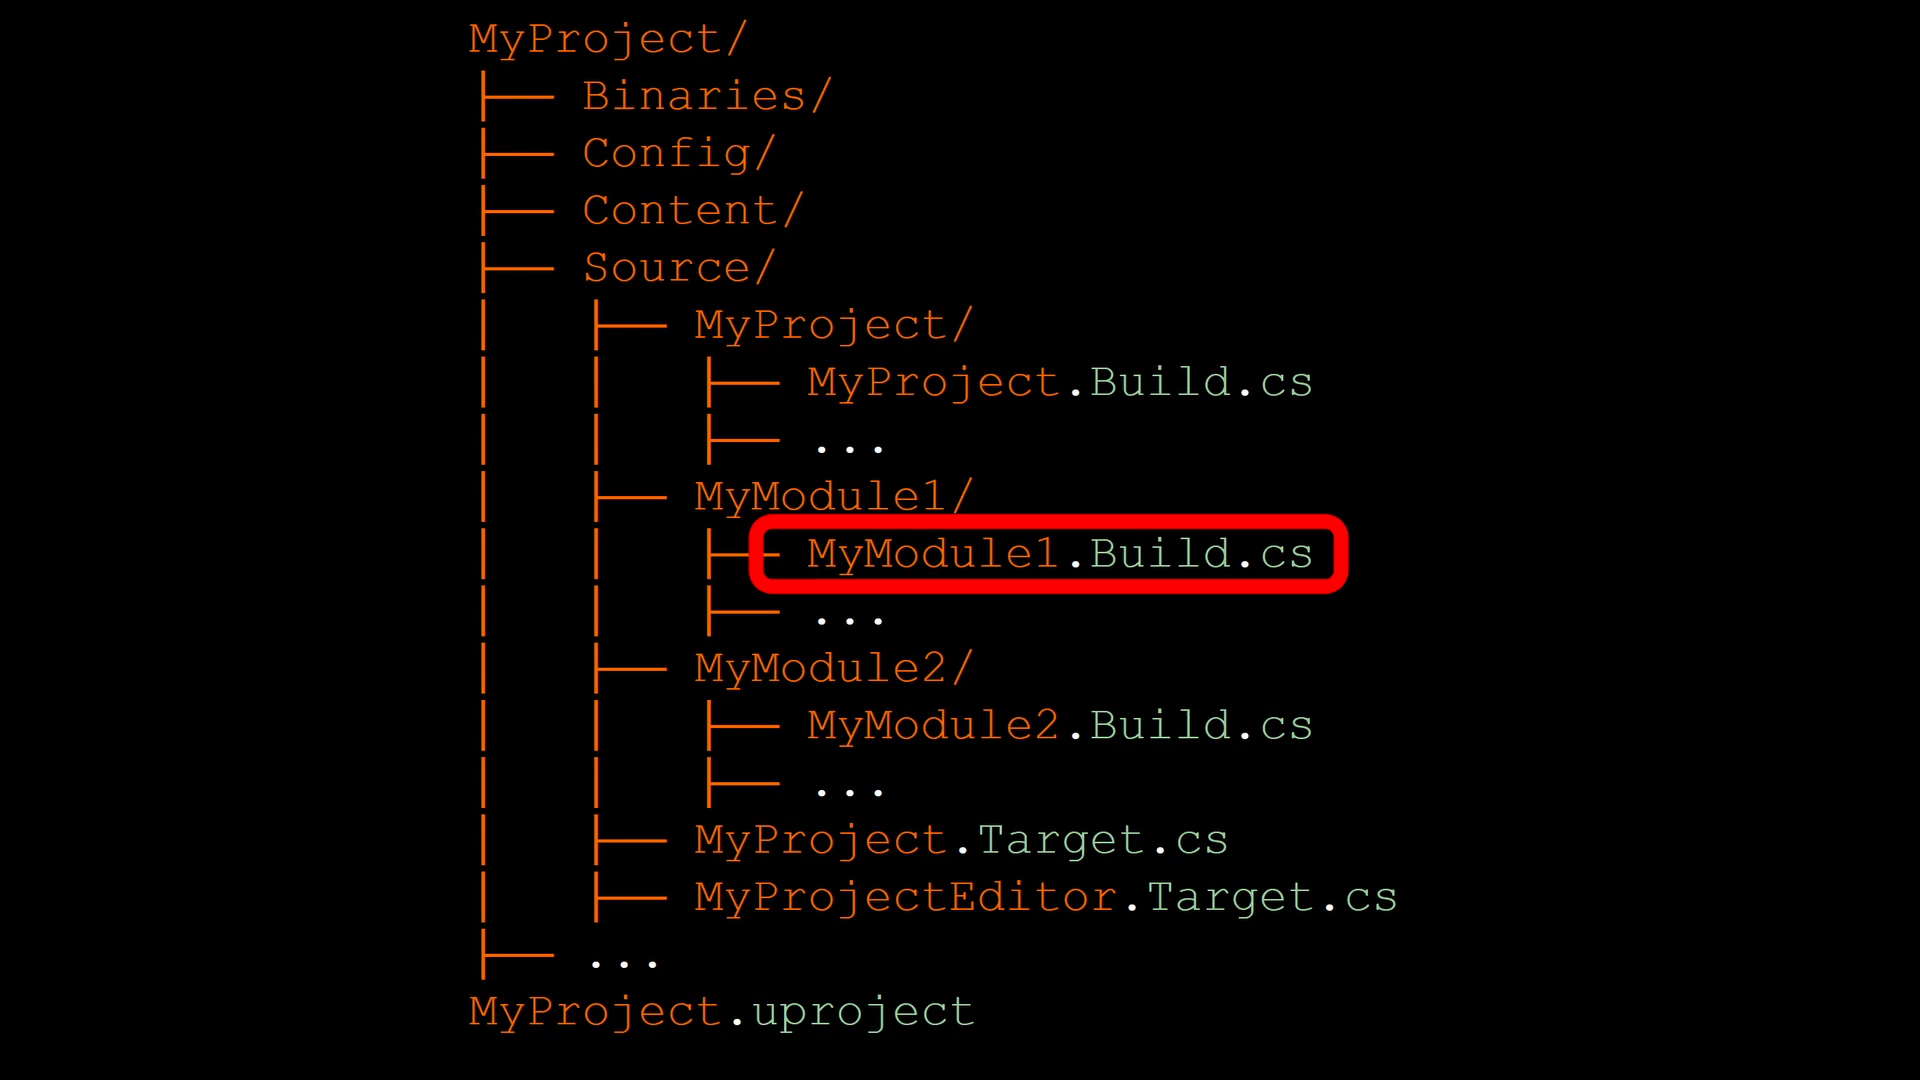 MyProject/
├── Binaries/
├── Config/
├── Content/
├── Source/
│   ├── MyProject/
│   │   ├── MyProject.Build.cs
│   │   ├── ...
│   ├── MyModule1/
│   │   ├── MyModule1.Build.cs
│   │   ├── ...
│   ├── MyModule2/
│   │   ├── MyModule2.Build.cs
│   │   ├── ...
│   ├── MyProject.Target.cs
│   ├── MyProjectEditor.Target.cs
├── ...
MyProject.uproject